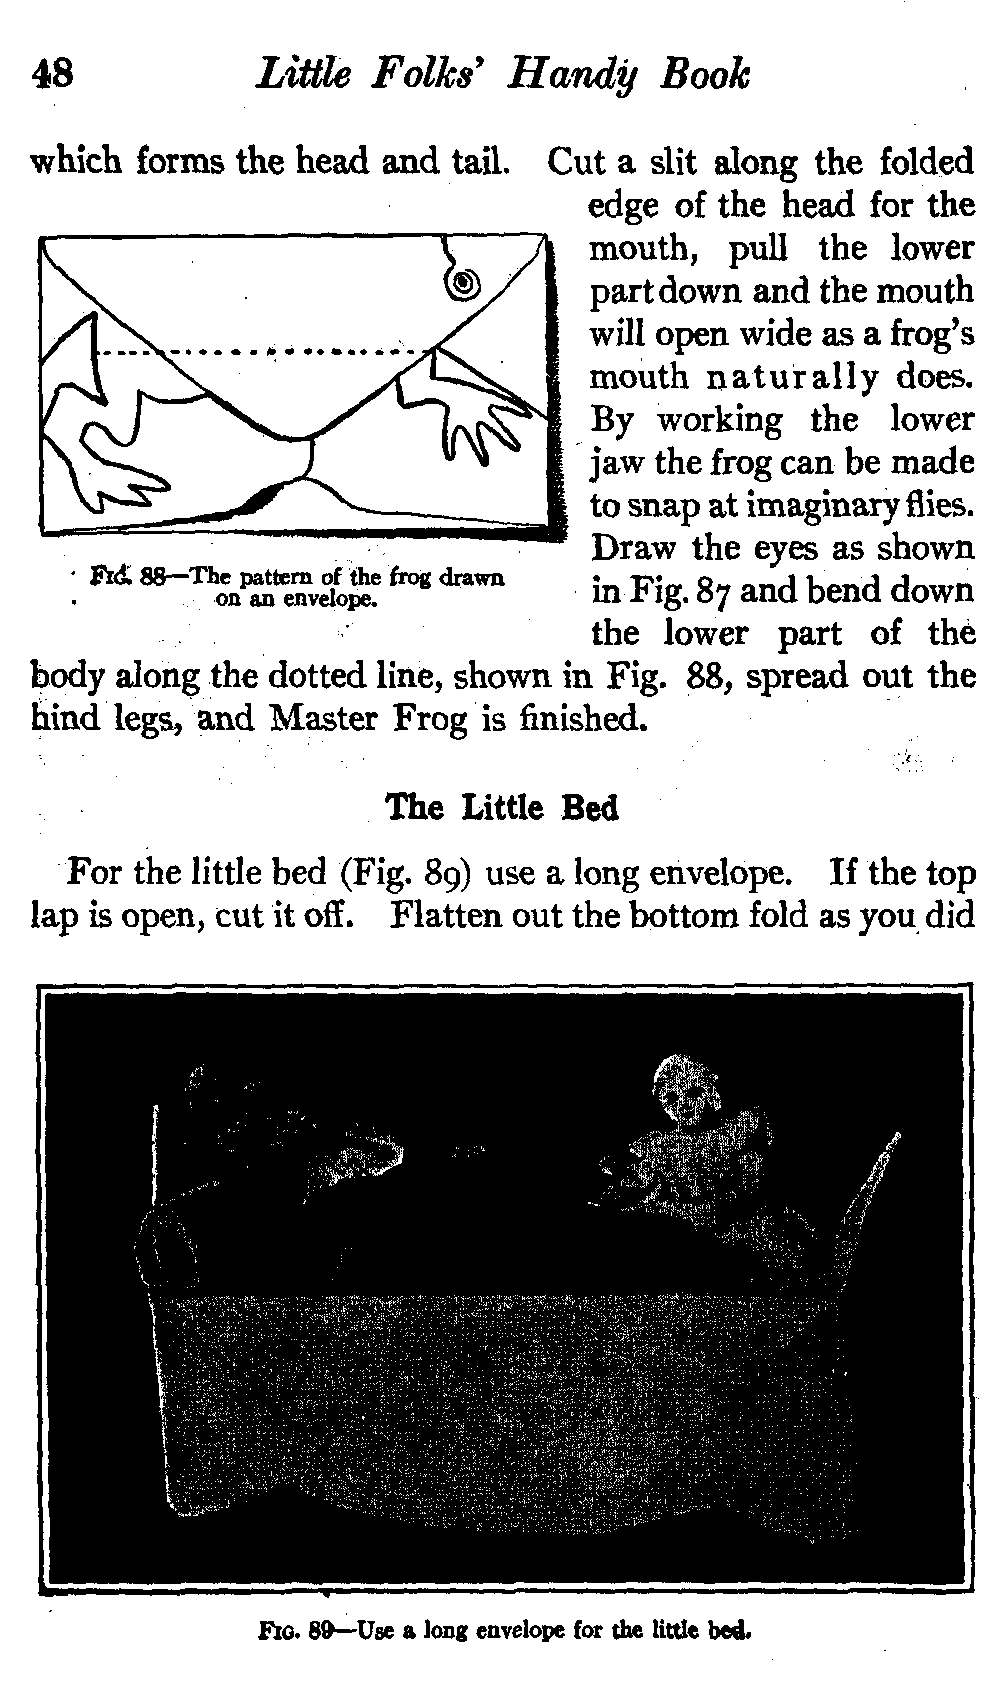 48 Little Folks' Handy Book
which forms the head and tail. Cut a slit along the folded
edge of the head for the
mouth, pull the lower
part down and the mouth
will open wide as a frog's
mouth naturally does.
By working the lower
jaw the frog can be made
to snap at imaginary flies.
Draw the eyes as shown
in Fig. 87 and bend down
the lower part of the
Fig. 88—The pattern of the frog drawn
on an envelope.
body along the dotted line, shown in Fig. 88, spread out the
hind legs, and Master Frog is finished.
The Little Bed
For the little bed (Fig. 89) use a long envelope. If the top
lap is open, cut it off. Flatten out the bottom fold as you did
Fig. 89—Use a long envelope for the little bed.